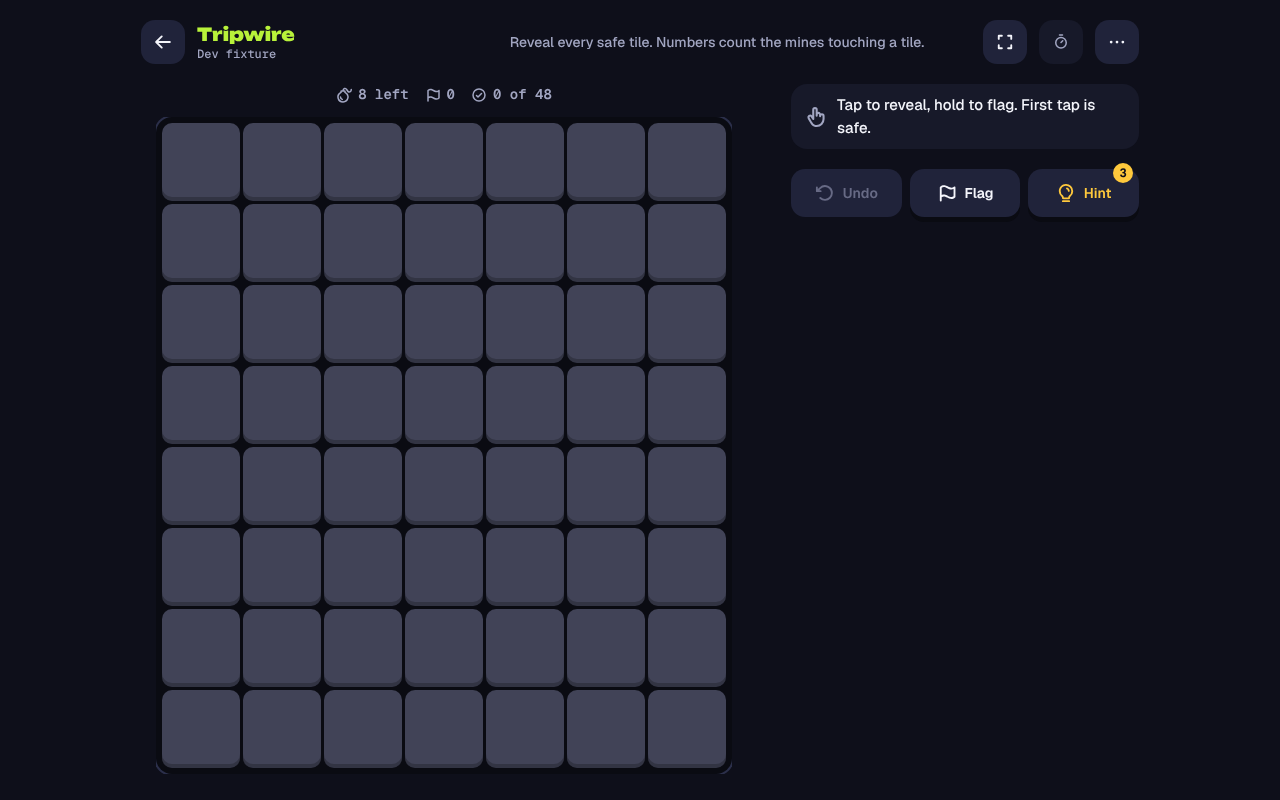 Tripwire
Dev fixture
Reveal every safe tile. Numbers count the mines touching a tile.
8 left
0
0 of 48
Tap to reveal, hold to flag. First tap is
safe.
Undo
Flag
Hint
3